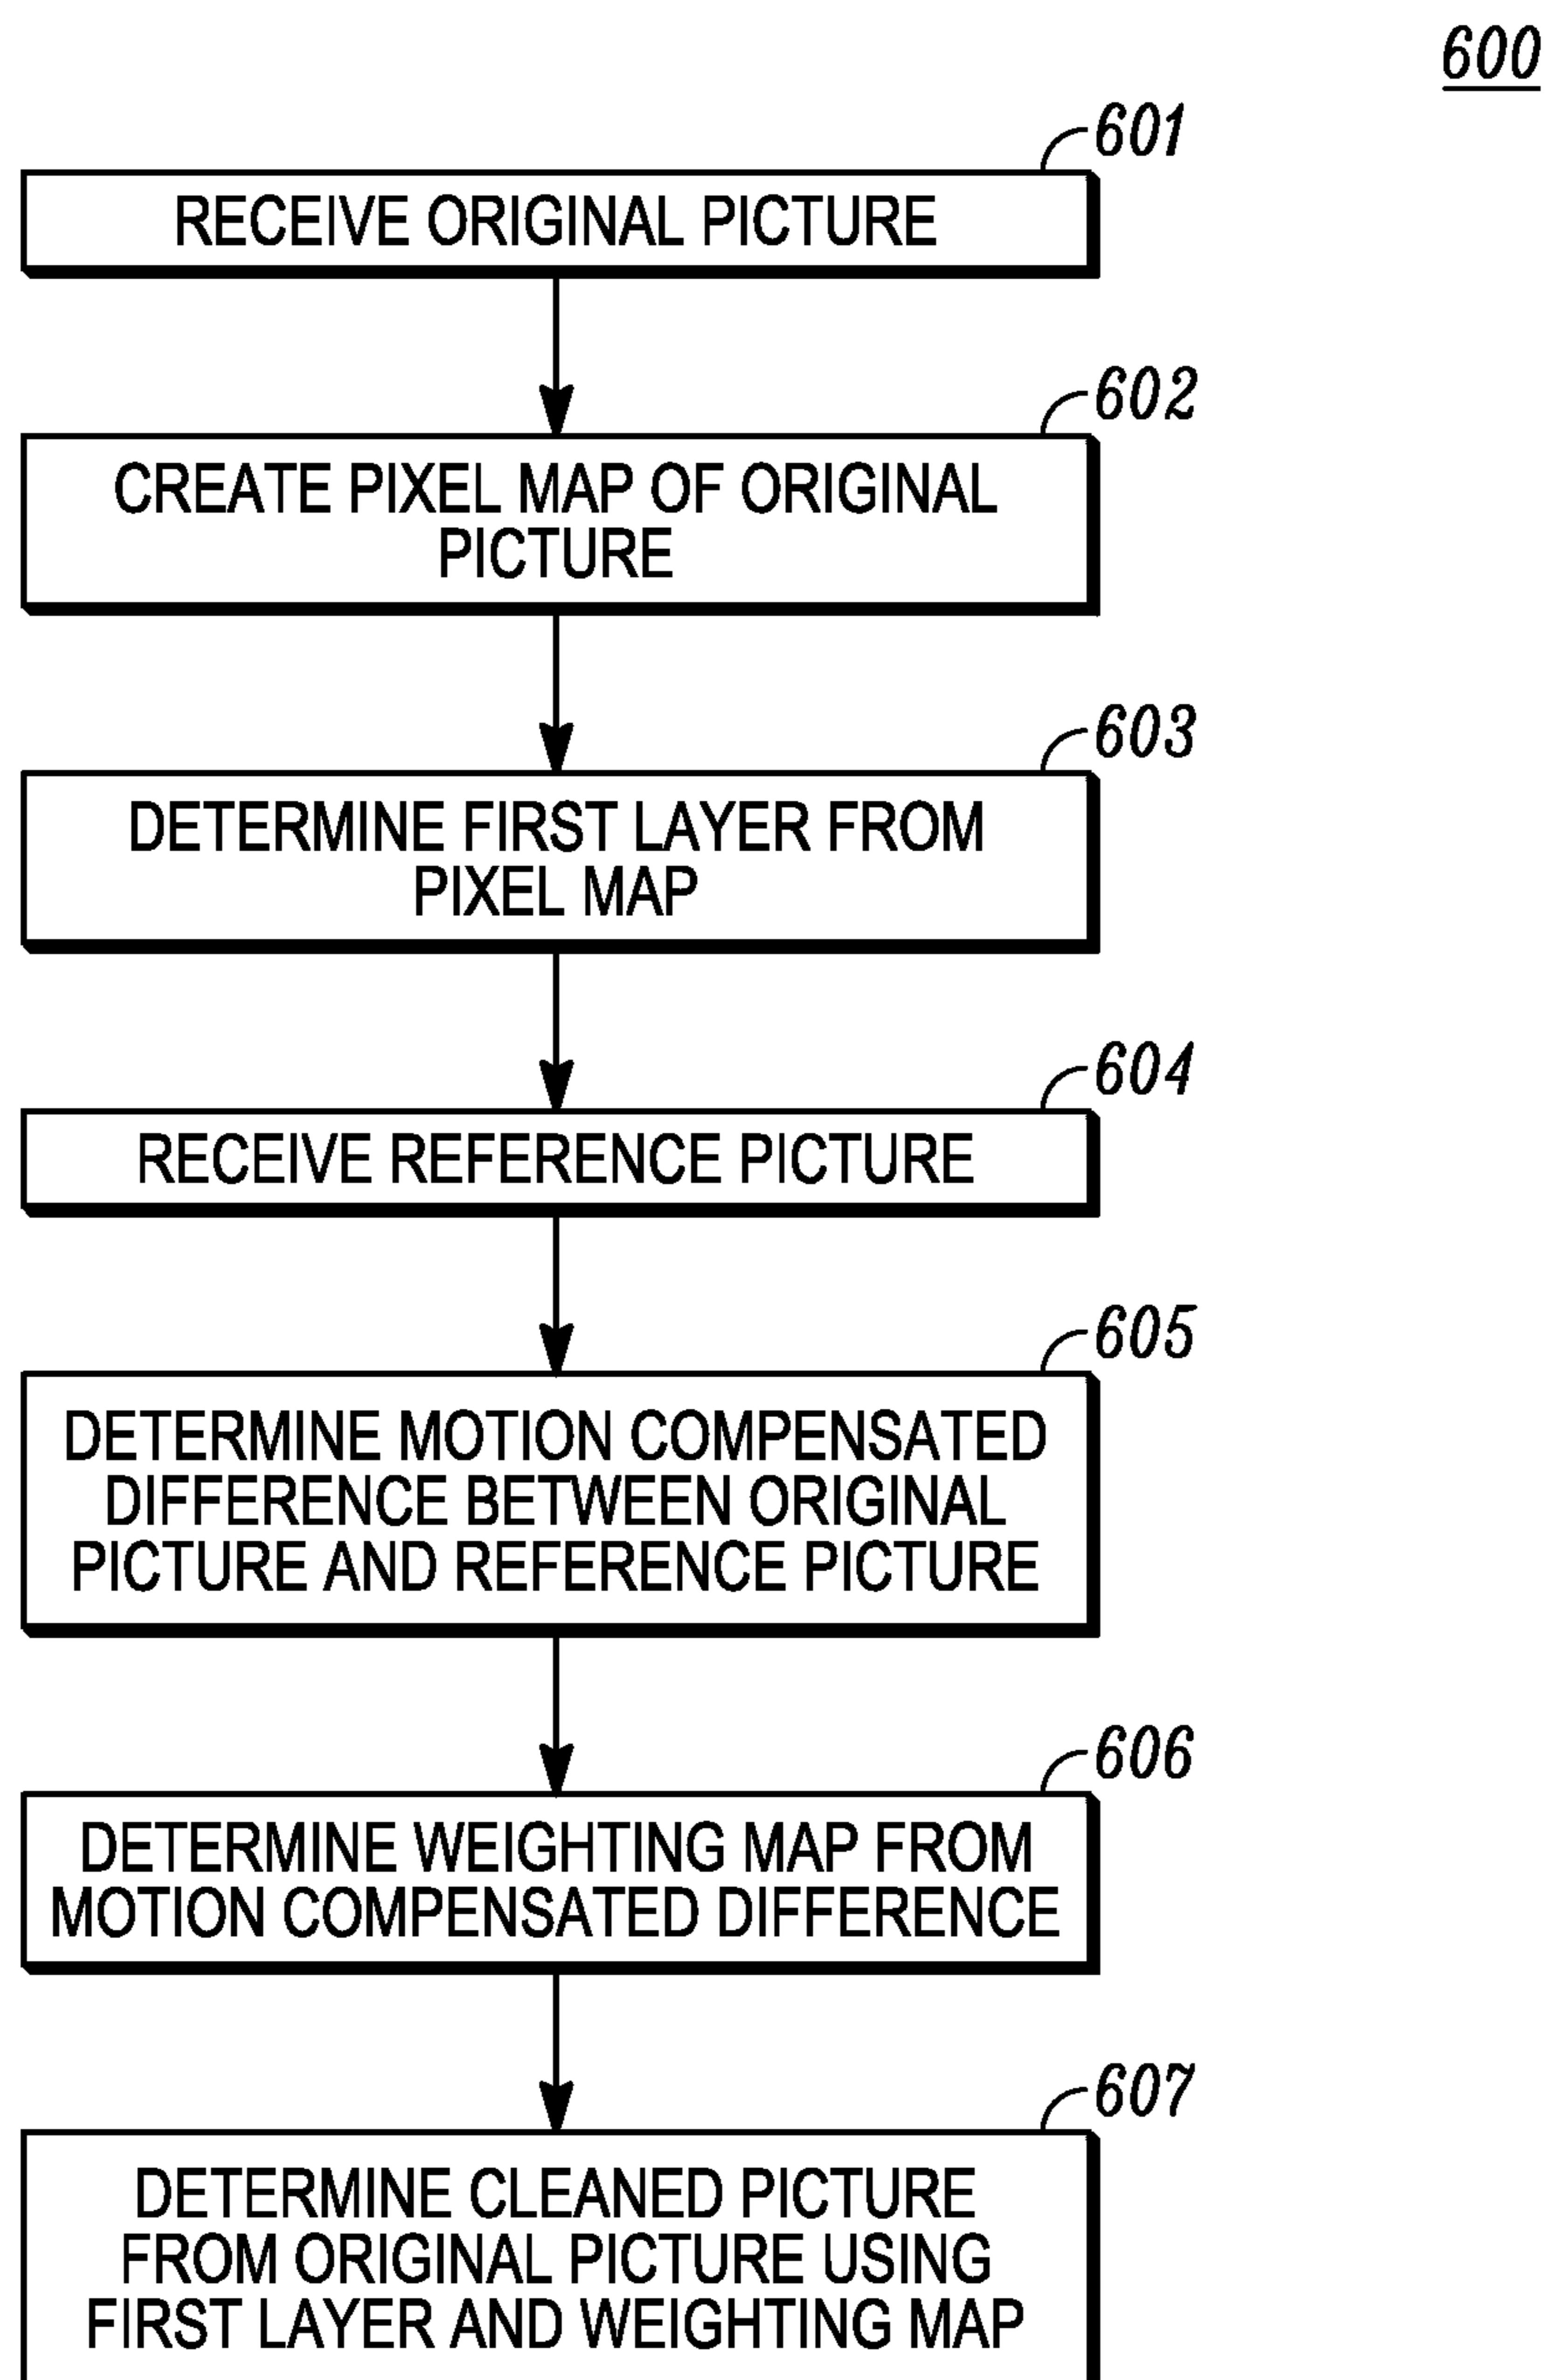 600
601
RECEIVE ORIGINAL PICTURE
602
CREATE PIXEL MAP OF ORIGINAL
PICTURE
603
DETERMINE FIRST LAYER FROM
PIXEL MAP
604
RECEIVE REFERENCE PICTURE
605
DETERMINE MOTION COMPENSATED
DIFFERENCE BETWEEN ORIGINAL
PICTURE AND REFERENCE PICTURE
606
DETERMINE WEIGHTING MAP FROM
MOTION COMPENSATED DIFFERENCE
607
DETERMINE CLEANED PICTURE
FROM ORIGINAL PICTURE USING
FIRST LAYER AND WEIGHTING MAP